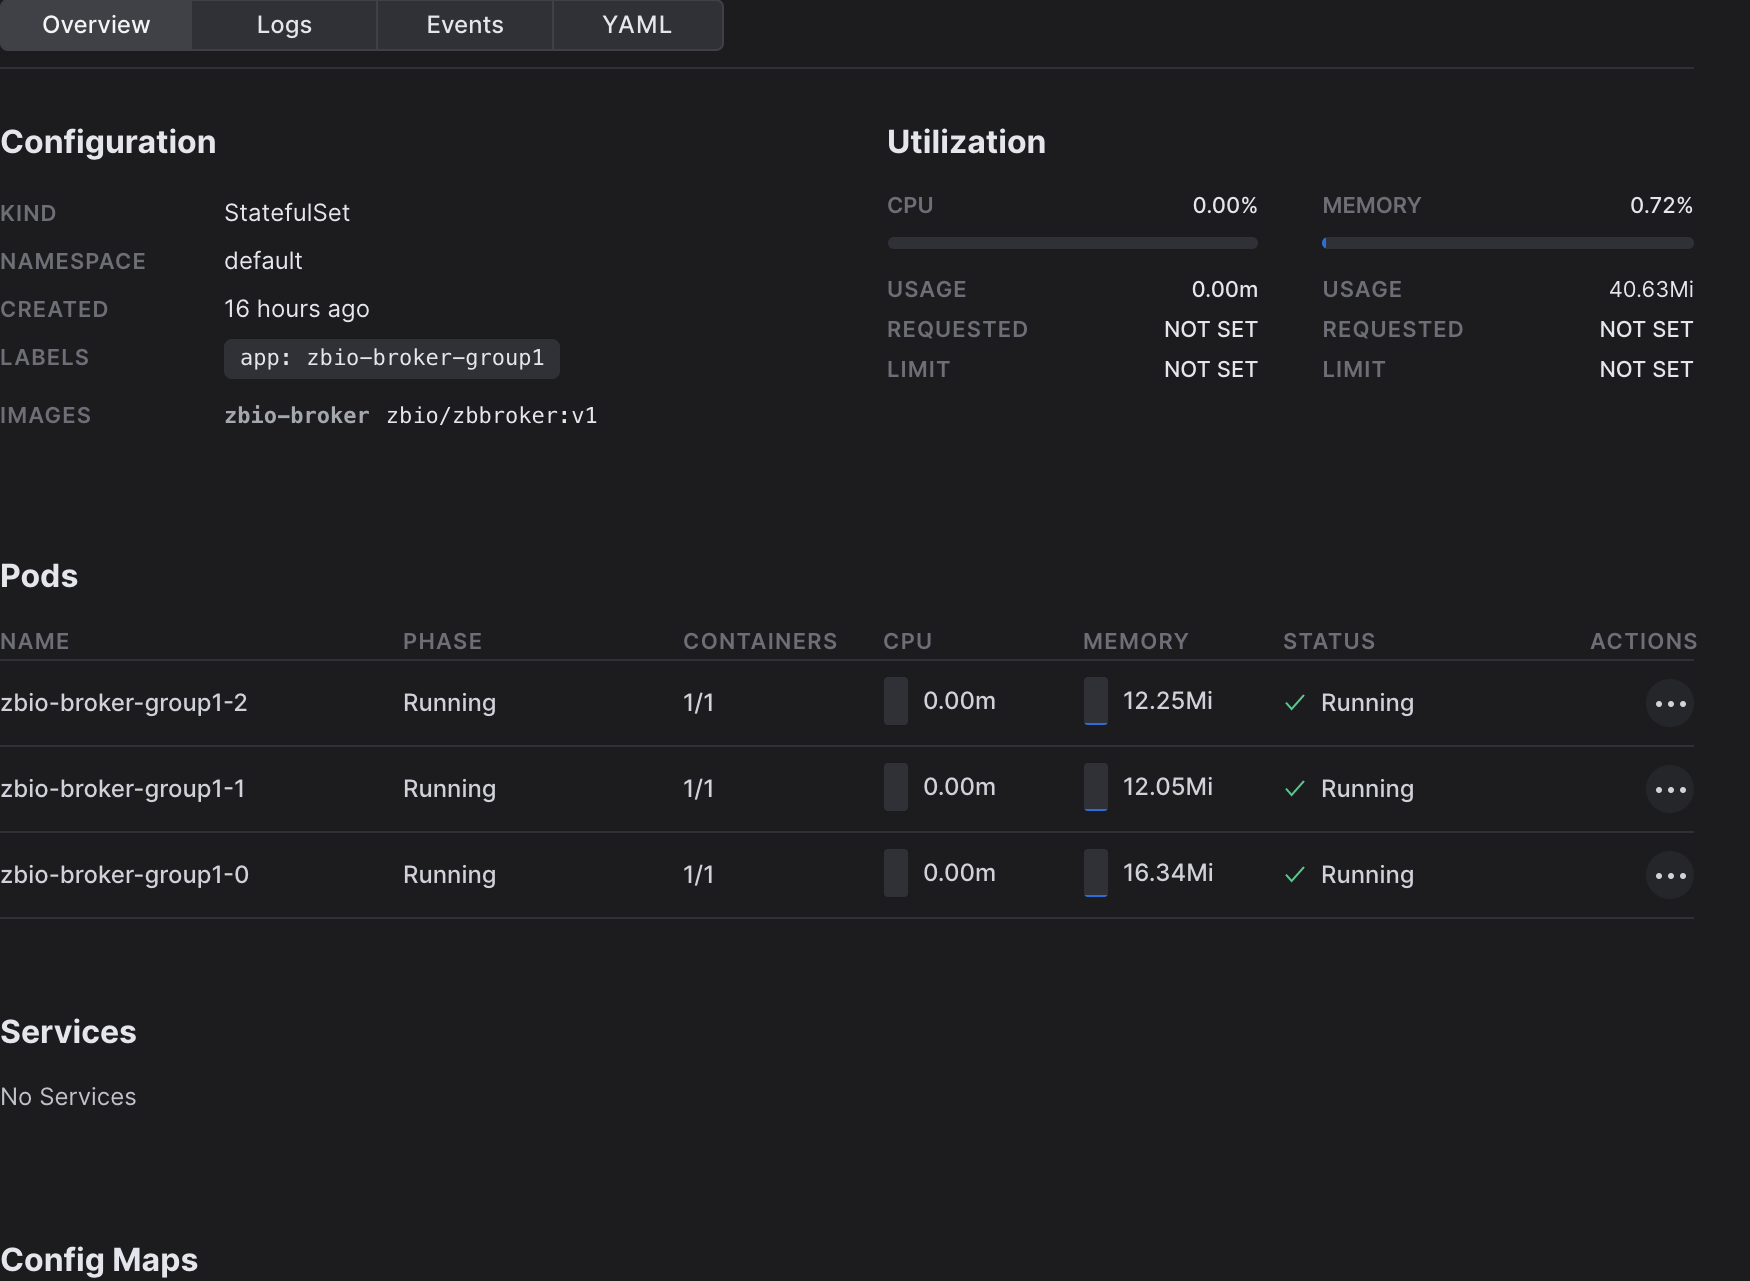 Overview Logs Events YAML
Configuration
KIND StatefulSet
NAMESPACE default
CREATED 16 hours ago
LABELS app: zbio-broker-group1
IMAGES zbio-broker zbio/zbbroker:v1
Utilization
CPU 0.00%
USAGE 0.00m
REQUESTED NOT SET
LIMIT NOT SET
MEMORY 0.72%
USAGE 40.63Mi
REQUESTED NOT SET
LIMIT NOT SET
Pods
NAME PHASE CONTAINERS CPU MEMORY STATUS ACTIONS
zbio-broker-group1-2 Running 1/1 0.00m 12.25Mi Running
zbio-broker-group1-1 Running 1/1 0.00m 12.05Mi Running
zbio-broker-group1-0 Running 1/1 0.00m 16.34Mi Running
Services
No Services
Config Maps